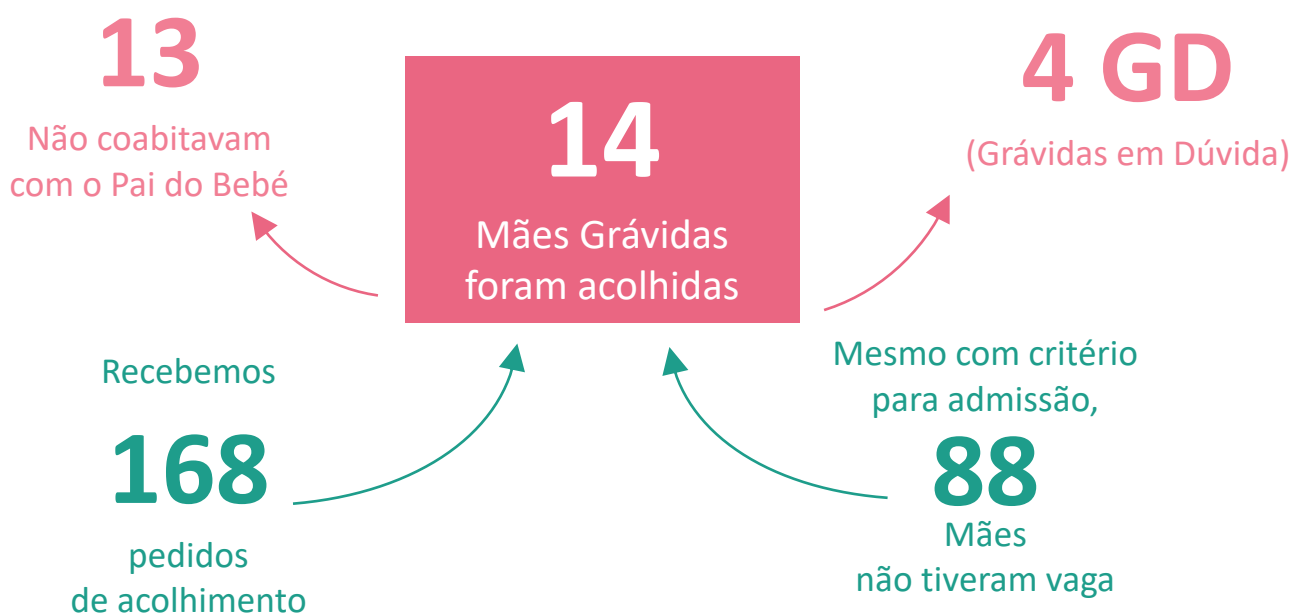 13
Não coabitavam
com o Pai do Bebé
14
Mães Grávidas
foram acolhidas
4 GD
(Grávidas em Dúvida)
Recebemos
168
pedidos
de acolhimento
Mesmo com critério
para admissão,
88
Mães
não tiveram vaga